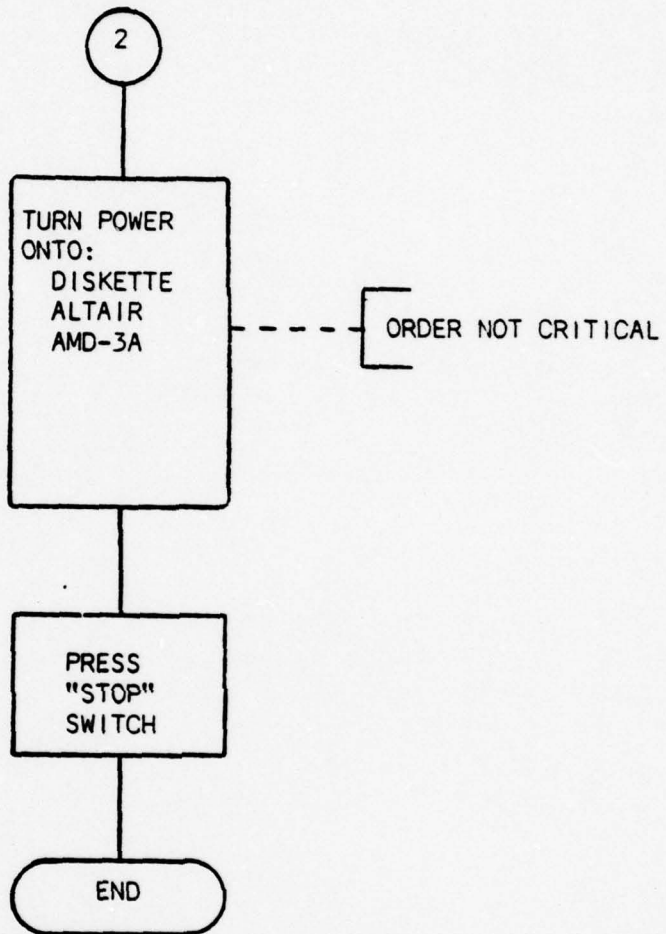 2
TURN POWER
ONTO:
DISKETTE
ALTAIR
AMD-3A
ORDER NOT CRITICAL
PRESS
"STOP"
SWITCH
END